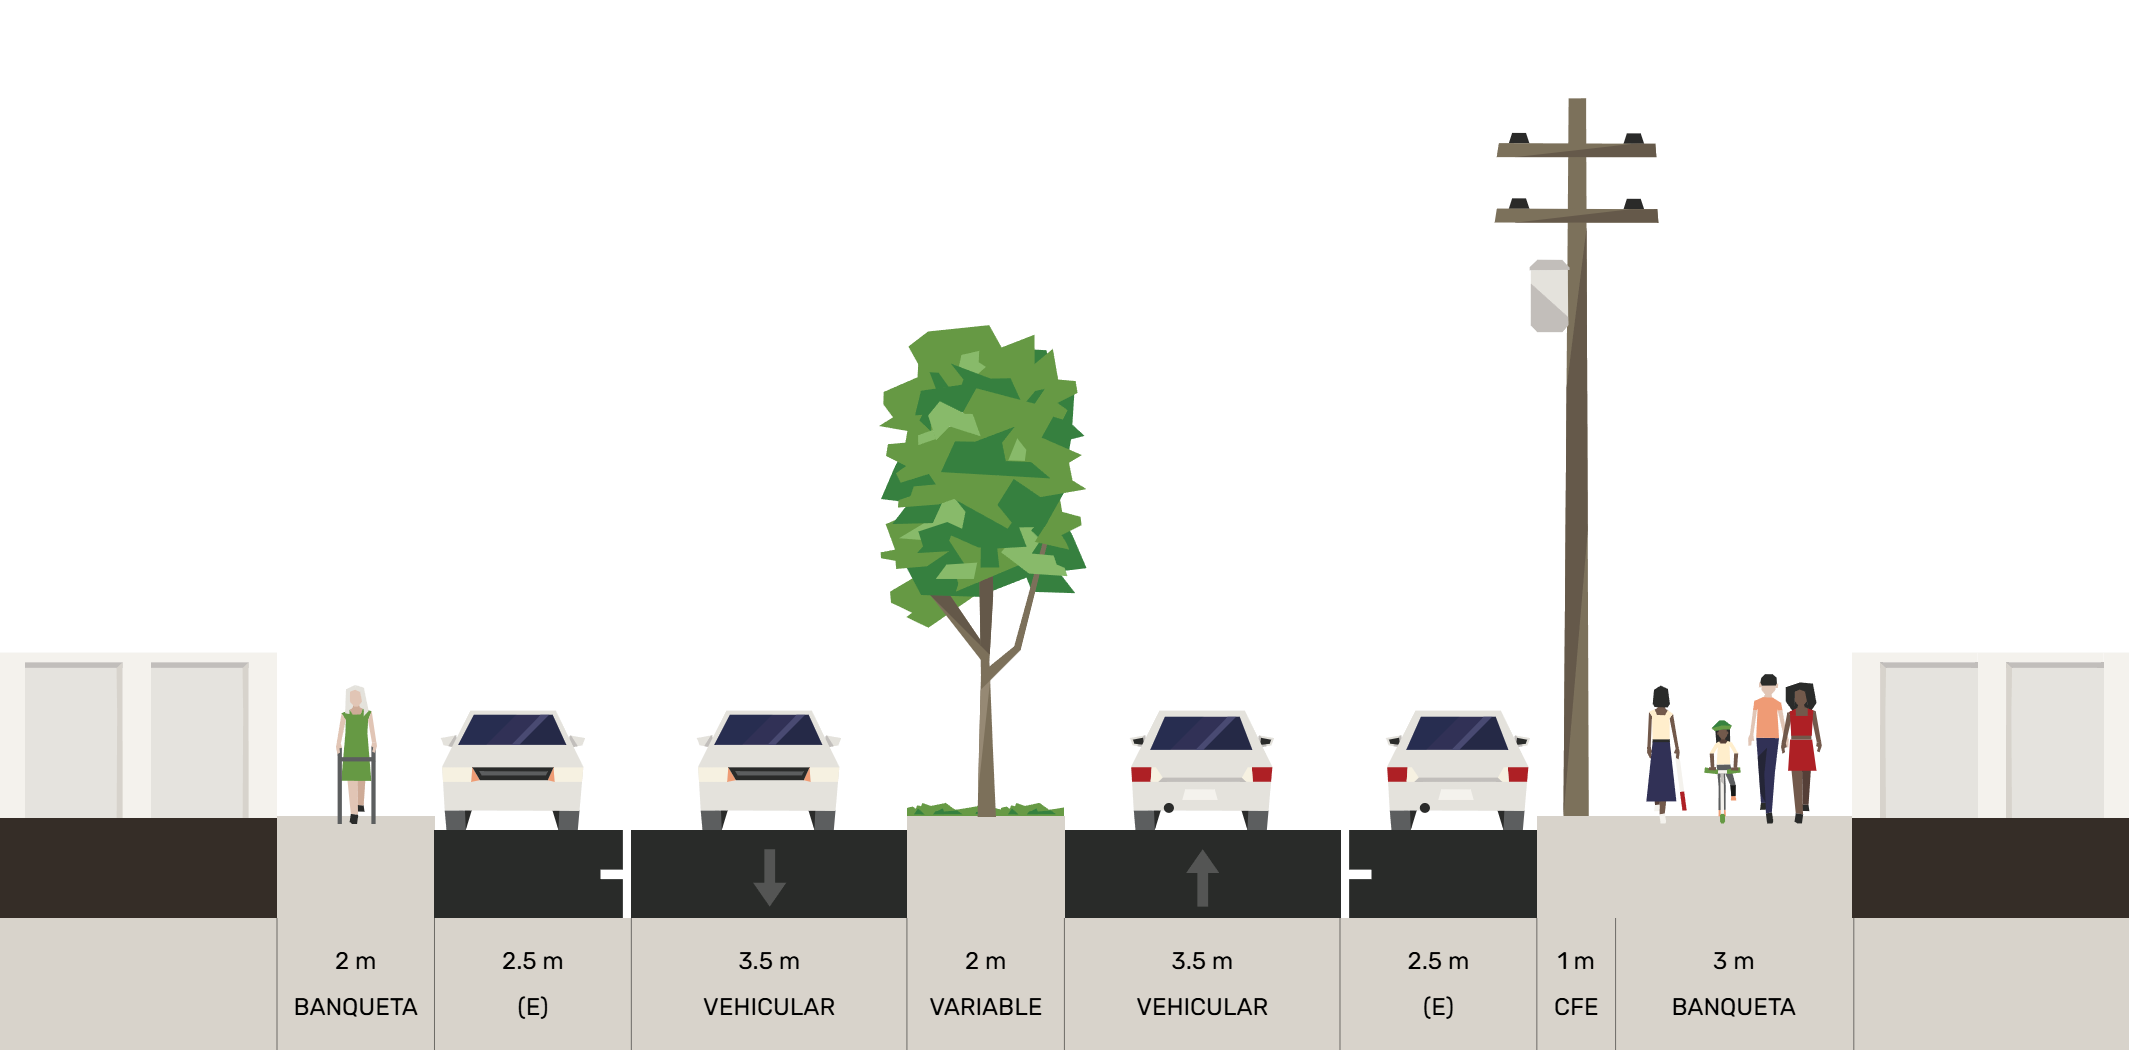 2 m
BANQUETA
2.5 m
(E)
3.5 m
VEHICULAR
2 m
VARIABLE
3.5 m
VEHICULAR
2.5 m
(E)
1 m
CFE
3 m
BANQUETA